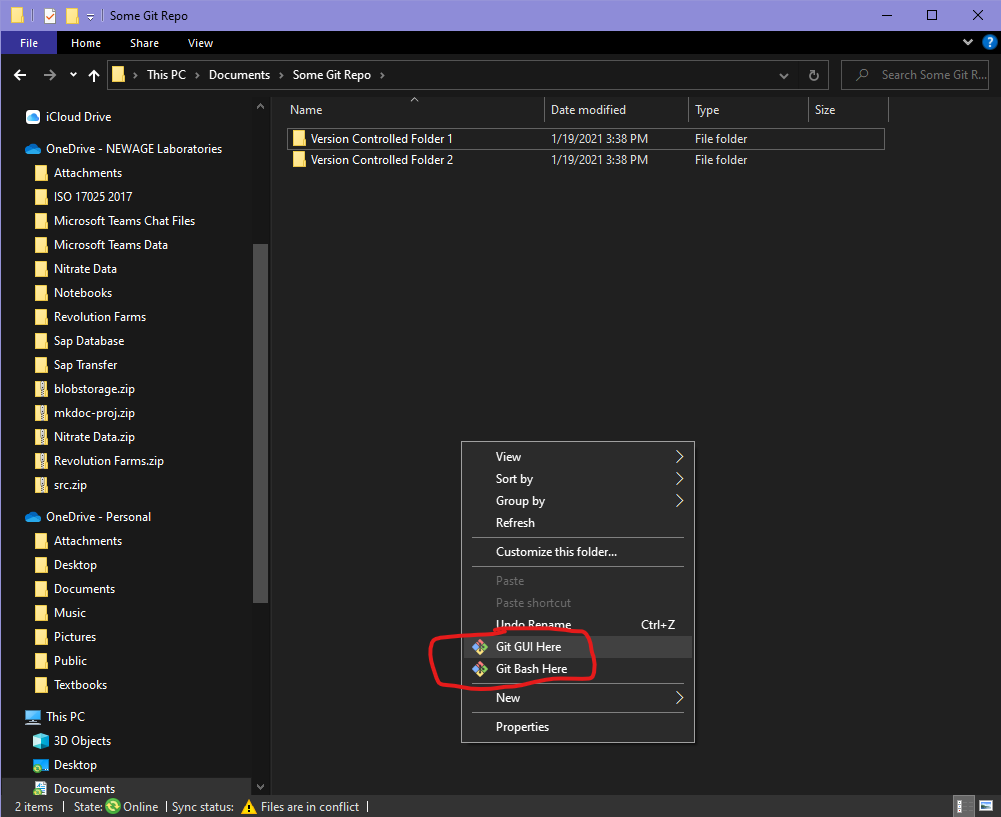 Some Git Repo
File Home Share View
This PC Documents Some Git Repo Search Some Git R...
Name Date modified Type Size
Version Controlled Folder 1 1/19/2021 3:38 PM File folder
Version Controlled Folder 2 1/19/2021 3:38 PM File folder
iCloud Drive
OneDrive - NEWAGE Laboratories
Attachments
ISO 17025 2017
Microsoft Teams Chat Files
Microsoft Teams Data
Nitrate Data
Notebooks
Revolution Farms
Sap Database
Sap Transfer
blobstorage.zip
mkdoc-proj.zip
Nitrate Data.zip
Revolution Farms.zip
src.zip
OneDrive - Personal
Attachments
Desktop
Documents
Music
Pictures
Public
Textbooks
This PC
3D Objects
Desktop
Documents
View
Sort by
Group by
Refresh
Customize this folder...
Paste
Paste shortcut
Undo Rename Ctrl+Z
Git GUI Here
Git Bash Here
New
Properties
2 items State: Online Sync status: Files are in conflict